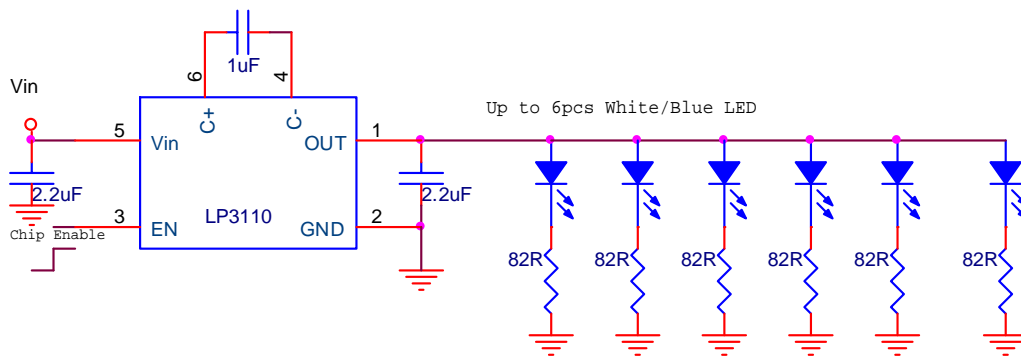 1uF
6
4
Vin
C+
C-
Up to 6pcs White/Blue LED
5
Vin
OUT
1
2.2uF
2.2uF
3
EN
LP3110
GND
2
Chip Enable
82R
82R
82R
82R
82R
82R